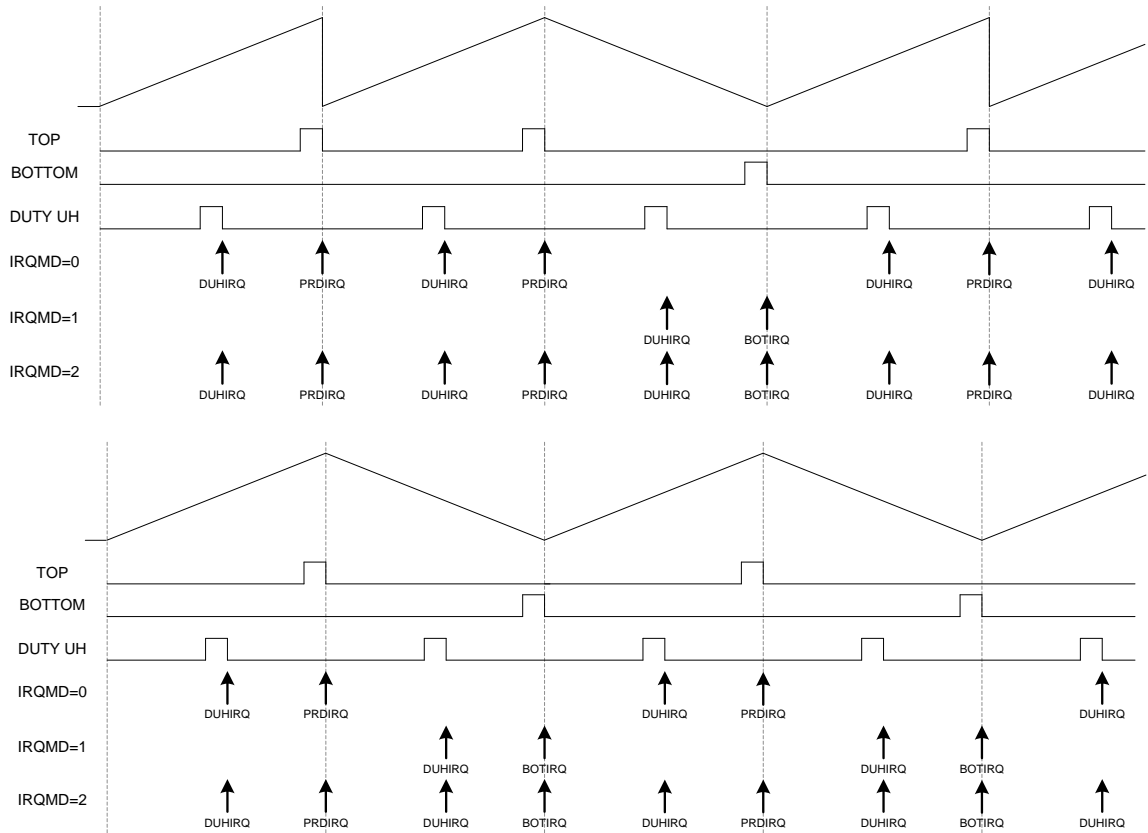 TOP
BOTTOM
DUTY UH
IRQMD=0
DUHIRQ PRDIRQ DUHIRQ PRDIRQ DUHIRQ PRDIRQ DUHIRQ
IRQMD=1
DUHIRQ BOTIRQ
IRQMD=2
DUHIRQ PRDIRQ DUHIRQ PRDIRQ DUHIRQ BOTIRQ DUHIRQ PRDIRQ DUHIRQ
TOP
BOTTOM
DUTY UH
IRQMD=0
DUHIRQ PRDIRQ DUHIRQ PRDIRQ DUHIRQ
IRQMD=1
DUHIRQ BOTIRQ DUHIRQ BOTIRQ
IRQMD=2
DUHIRQ PRDIRQ DUHIRQ BOTIRQ DUHIRQ PRDIRQ DUHIRQ BOTIRQ DUHIRQ